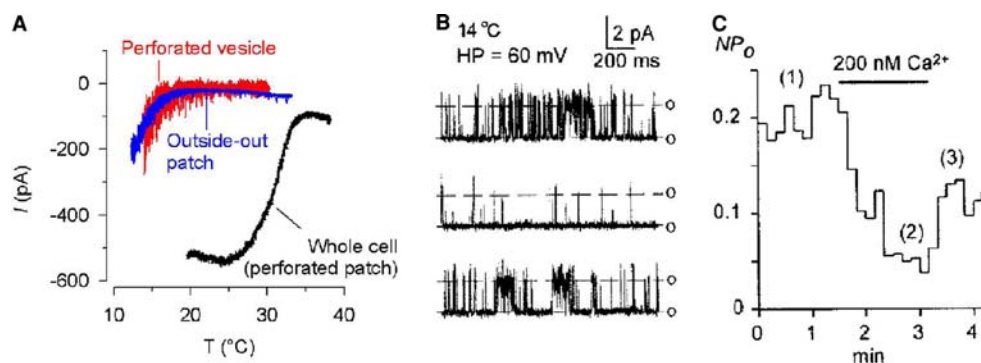 A
Perforated vesicle
0
-200
-400
-600
I (pA)
Outside-out
patch
Whole cell
(perforated patch)
10
20
30
40
T (°C)
B
14 °C
HP = 60 mV
2 pA
200 ms
o
o
o
o
o
o
C
NPo
200 nM Ca²⁺
0.2
0.1
0
(1)
(2)
(3)
0
1
2
3
4
min